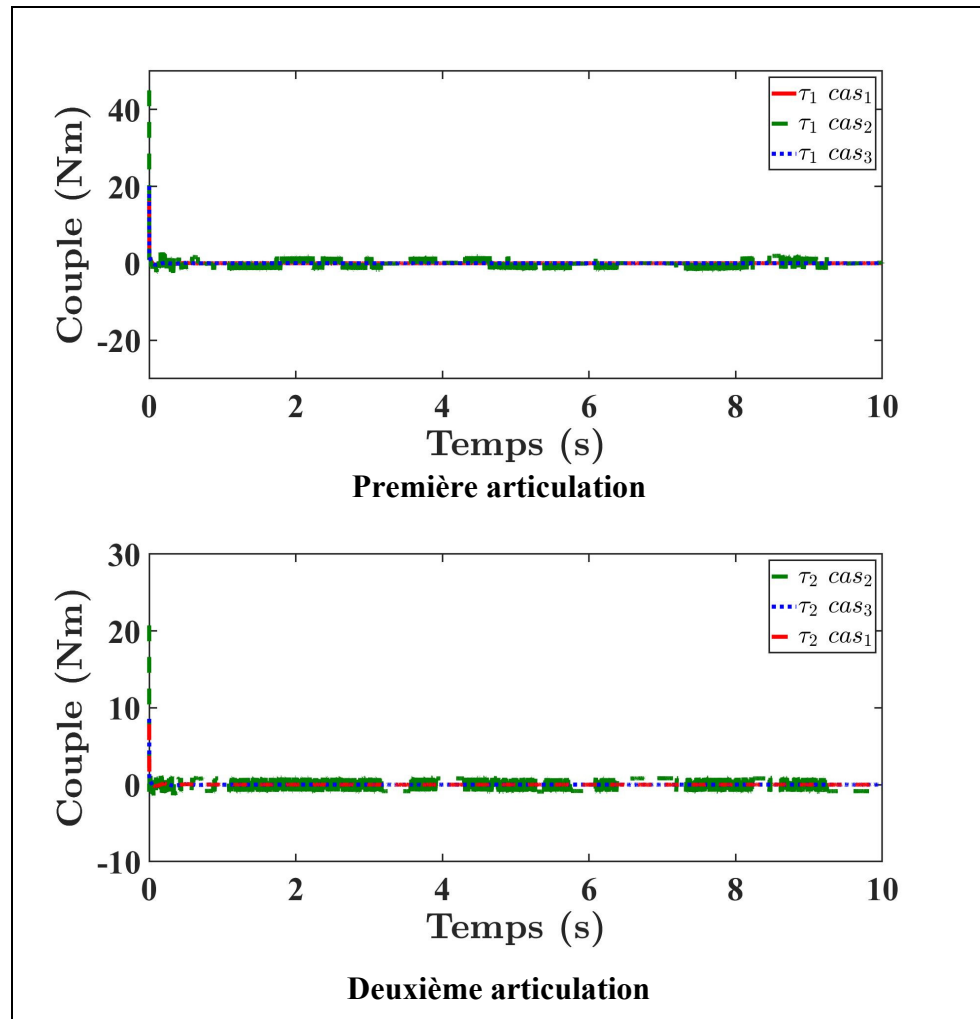 40
20
0
-20
Couple (Nm)
τ₁ cas₁
τ₁ cas₂
τ₁ cas₃
0 2 4 6 8 10
Temps (s)
Première articulation
30
20
10
0
-10
Couple (Nm)
τ₂ cas₂
τ₂ cas₃
τ₂ cas₁
0 2 4 6 8 10
Temps (s)
Deuxième articulation